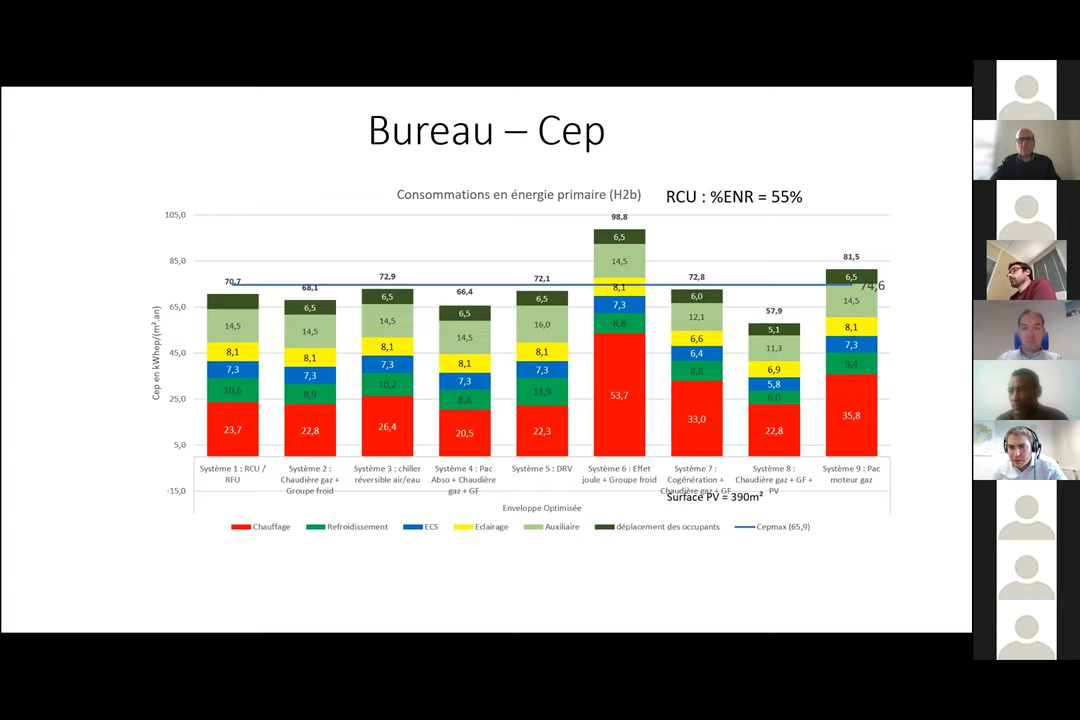 Bureau – Cep
Consommations en énergie primaire (H2b)
RCU : %ENR = 55%
Cep en kWhep/(m².an)
105,0
85,0
65,0
45,0
25,0
5,0
-15,0
70,7
14,5
8,1
7,3
10,6
23,7
68,1
6,5
14,5
8,1
7,3
8,9
22,8
72,9
6,5
14,5
8,1
7,3
10,2
26,4
66,4
6,5
14,5
8,1
7,3
8,8
20,5
72,1
6,5
16,0
8,1
7,3
11,9
22,3
98,8
6,5
14,5
8,1
7,3
8,8
53,7
72,8
6,0
12,1
6,6
6,4
8,8
33,0
57,9
5,1
11,3
6,9
5,8
6,0
22,8
81,5
6,5
14,5
8,1
7,3
9,4
35,8
74,6
Système 1 : RCU /
RFU
Système 2 :
Chaudière gaz +
Groupe froid
Système 3 : chiller
réversible air/eau
Système 4 : Pac
Abso + Chaudière
gaz + GF
Système 5 : DRV
Système 6 : Effet
joule + Groupe froid
Système 7 :
Cogénération +
Chaudière gaz + GF
Système 8 :
Chaudière gaz + GF +
PV
Système 9 : Pac
moteur gaz
Surface PV = 390m²
Enveloppe Optimisée
Chauffage
Refroidissement
ECS
Eclairage
Auxiliaire
déplacement des occupants
Cepmax (65,9)